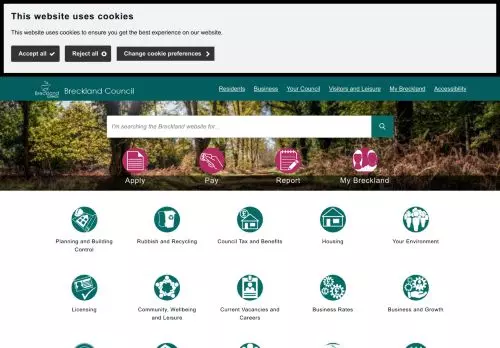 This website uses cookies
This website uses cookies to ensure you get the best experience on our website.
Accept all
Reject all
Change cookie preferences
Breckland
Breckland Council
Residents
Business
Your Council
Visitors and Leisure
My Breckland
Accessibility
I'm searching the Breckland website for...
Apply
Pay
Report
My Breckland
Planning and Building
Control
Rubbish and Recycling
Council Tax and Benefits
Housing
Your Environment
Licensing
Community, Wellbeing
and Leisure
Current Vacancies and
Careers
Business Rates
Business and Growth